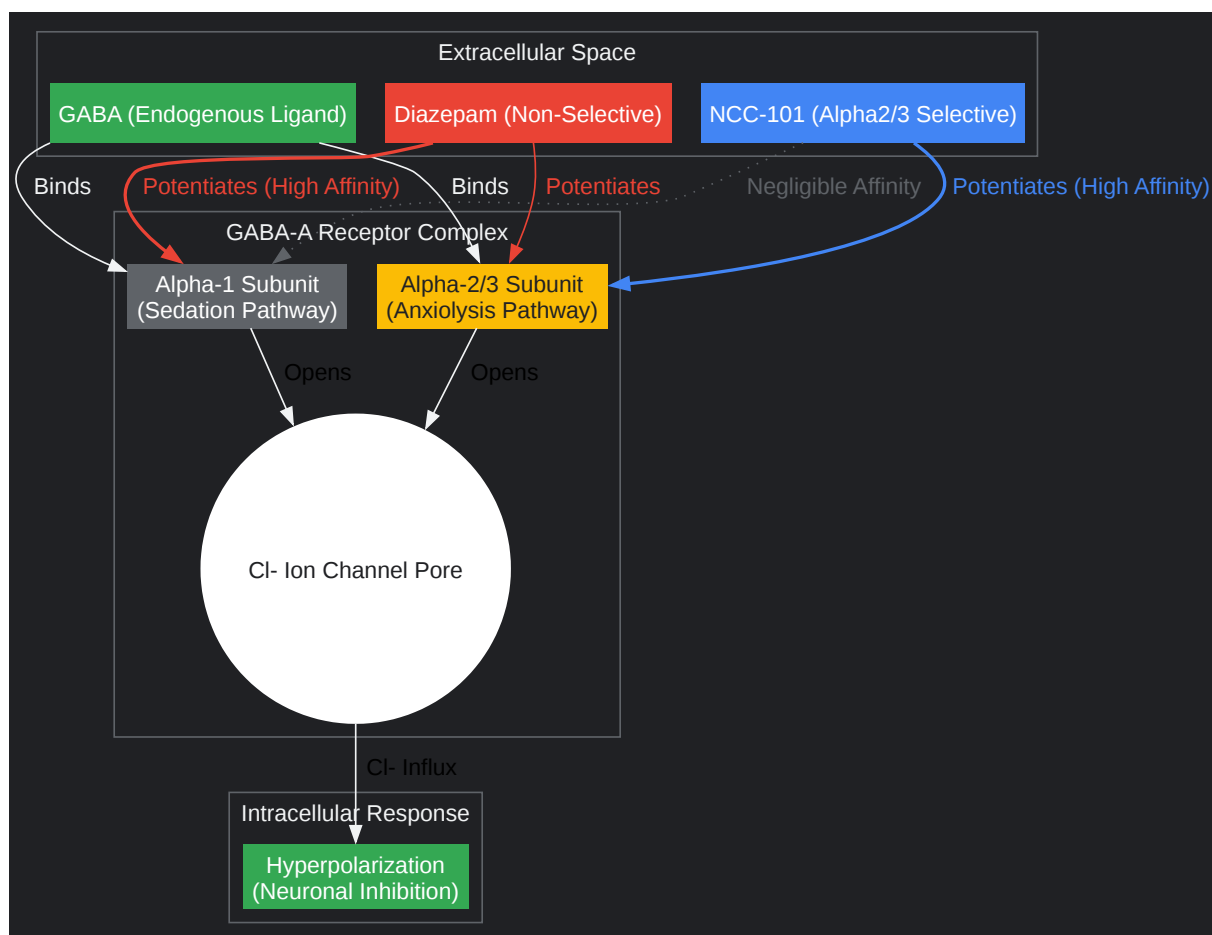 Extracellular Space
GABA (Endogenous Ligand)
Diazepam (Non-Selective)
NCC-101 (Alpha2/3 Selective)
Binds
Potentiates (High Affinity)
Binds
Potentiates
Negligible Affinity
Potentiates (High Affinity)
GABA-A Receptor Complex
Alpha-1 Subunit
(Sedation Pathway)
Alpha-2/3 Subunit
(Anxiolysis Pathway)
Opens
Opens
Cl- Ion Channel Pore
Cl- Influx
Intracellular Response
Hyperpolarization
(Neuronal Inhibition)